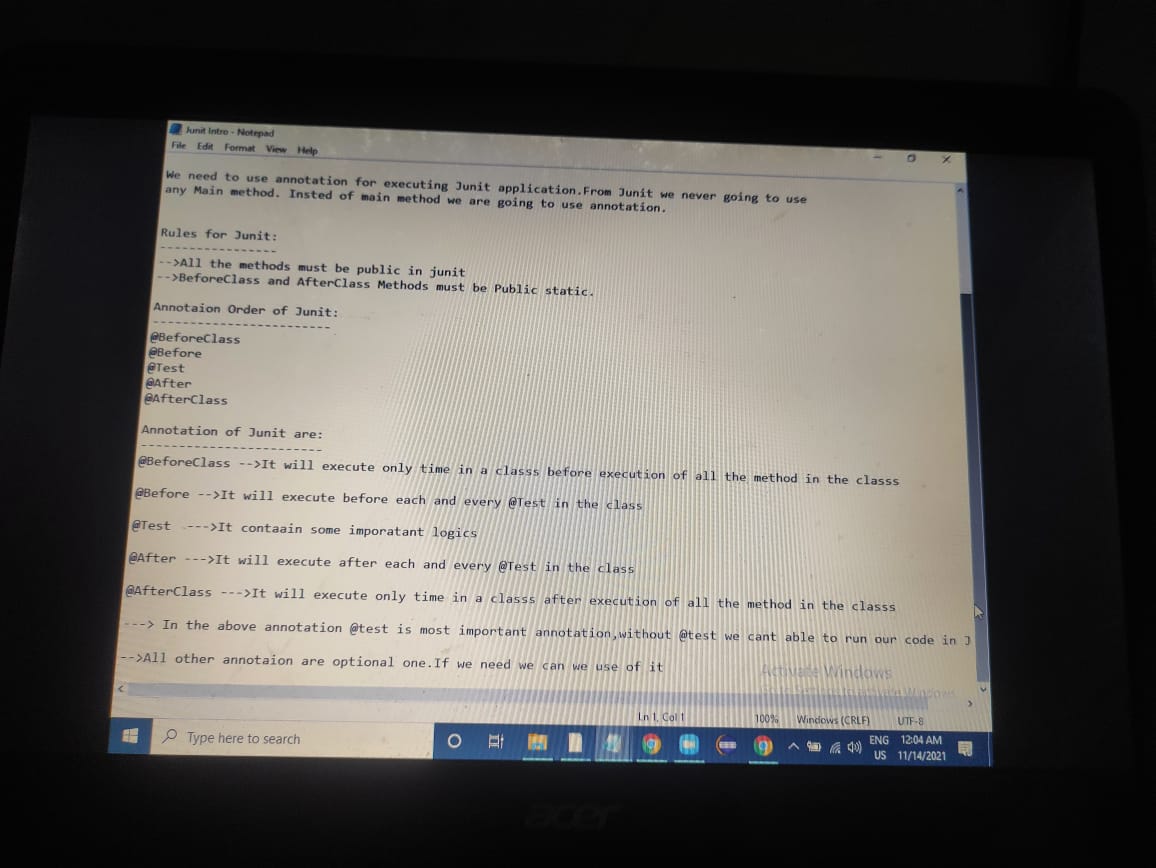 Junit Intro - Notepad
File Edit Format View Help
We need to use annotation for executing Junit application.From Junit we never going to use
any Main method. Insted of main method we are going to use annotation.
Rules for Junit:
-----------------
-->All the methods must be public in junit
-->BeforeClass and AfterClass Methods must be Public static.
Annotaion Order of Junit:
-------------------------
@BeforeClass
@Before
@Test
@After
@AfterClass
Annotation of Junit are:
-------------------------
@BeforeClass -->It will execute only time in a classs before execution of all the method in the classs
@Before -->It will execute before each and every @Test in the class
@Test --->It contaain some imporatant logics
@After --->It will execute after each and every @Test in the class
@AfterClass --->It will execute only time in a classs after execution of all the method in the classs
---> In the above annotation @test is most important annotation,without @test we cant able to run our code in J
-->All other annotaion are optional one.If we need we can we use of it
Activate Windows
Go to Settings to activate Windows.
Ln 1, Col 1 100% Windows (CRLF) UTF-8
Type here to search
ENG 12:04 AM
US 11/14/2021
acer